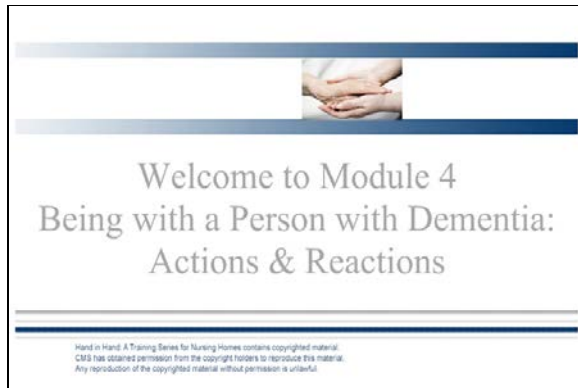 Welcome to Module 4
Being with a Person with Dementia:
Actions & Reactions
Hand in Hand: A Training Series for Nursing Homes contains copyrighted material.
CMS has obtained permission from the copyright holders to reproduce this material.
Any reproduction of the copyrighted material without permission is unlawful.